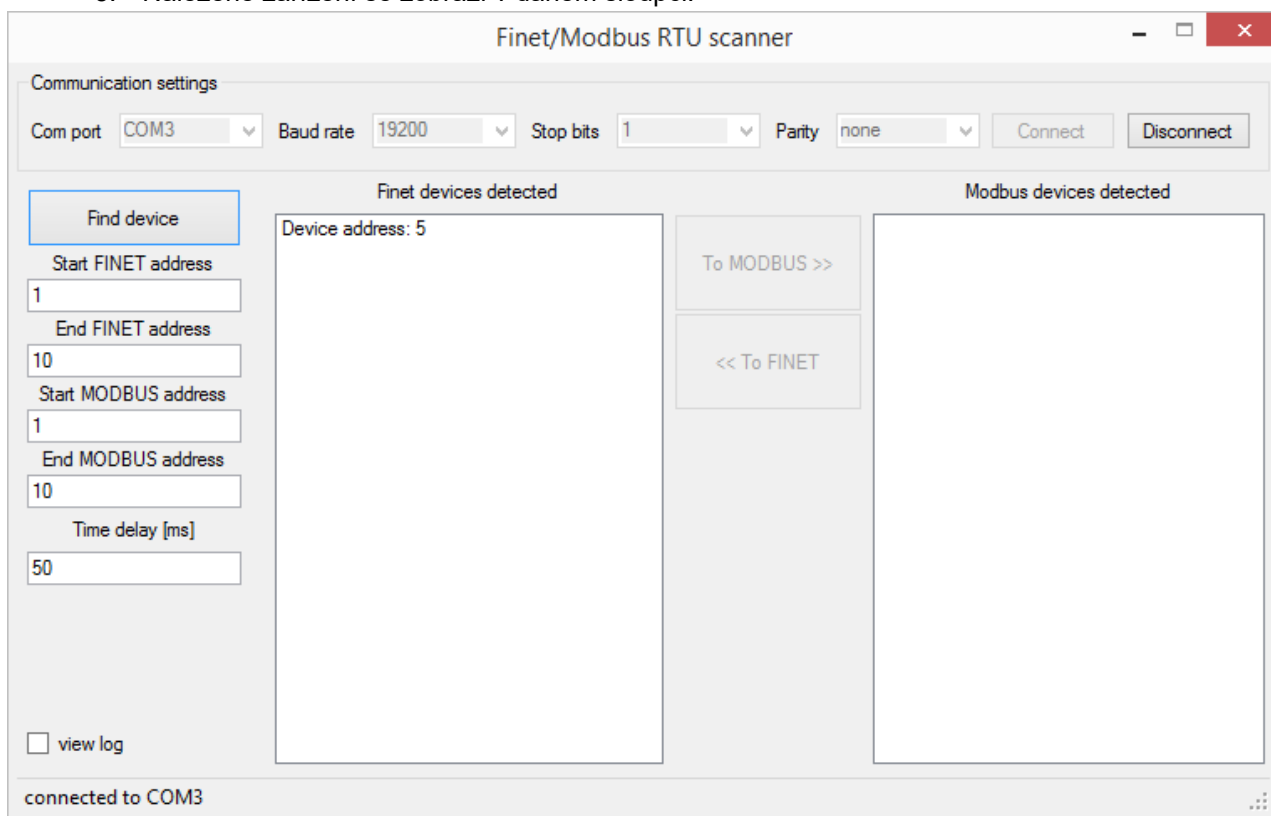 Finet/Modbus RTU scanner
Communication settings
Com port COM3 Baud rate 19200 Stop bits 1 Parity none Connect Disconnect
Find device
Finet devices detected
Modbus devices detected
Device address: 5
Start FINET address
1
End FINET address
10
Start MODBUS address
1
End MODBUS address
10
Time delay [ms]
50
To MODBUS >>
<< To FINET
view log
connected to COM3